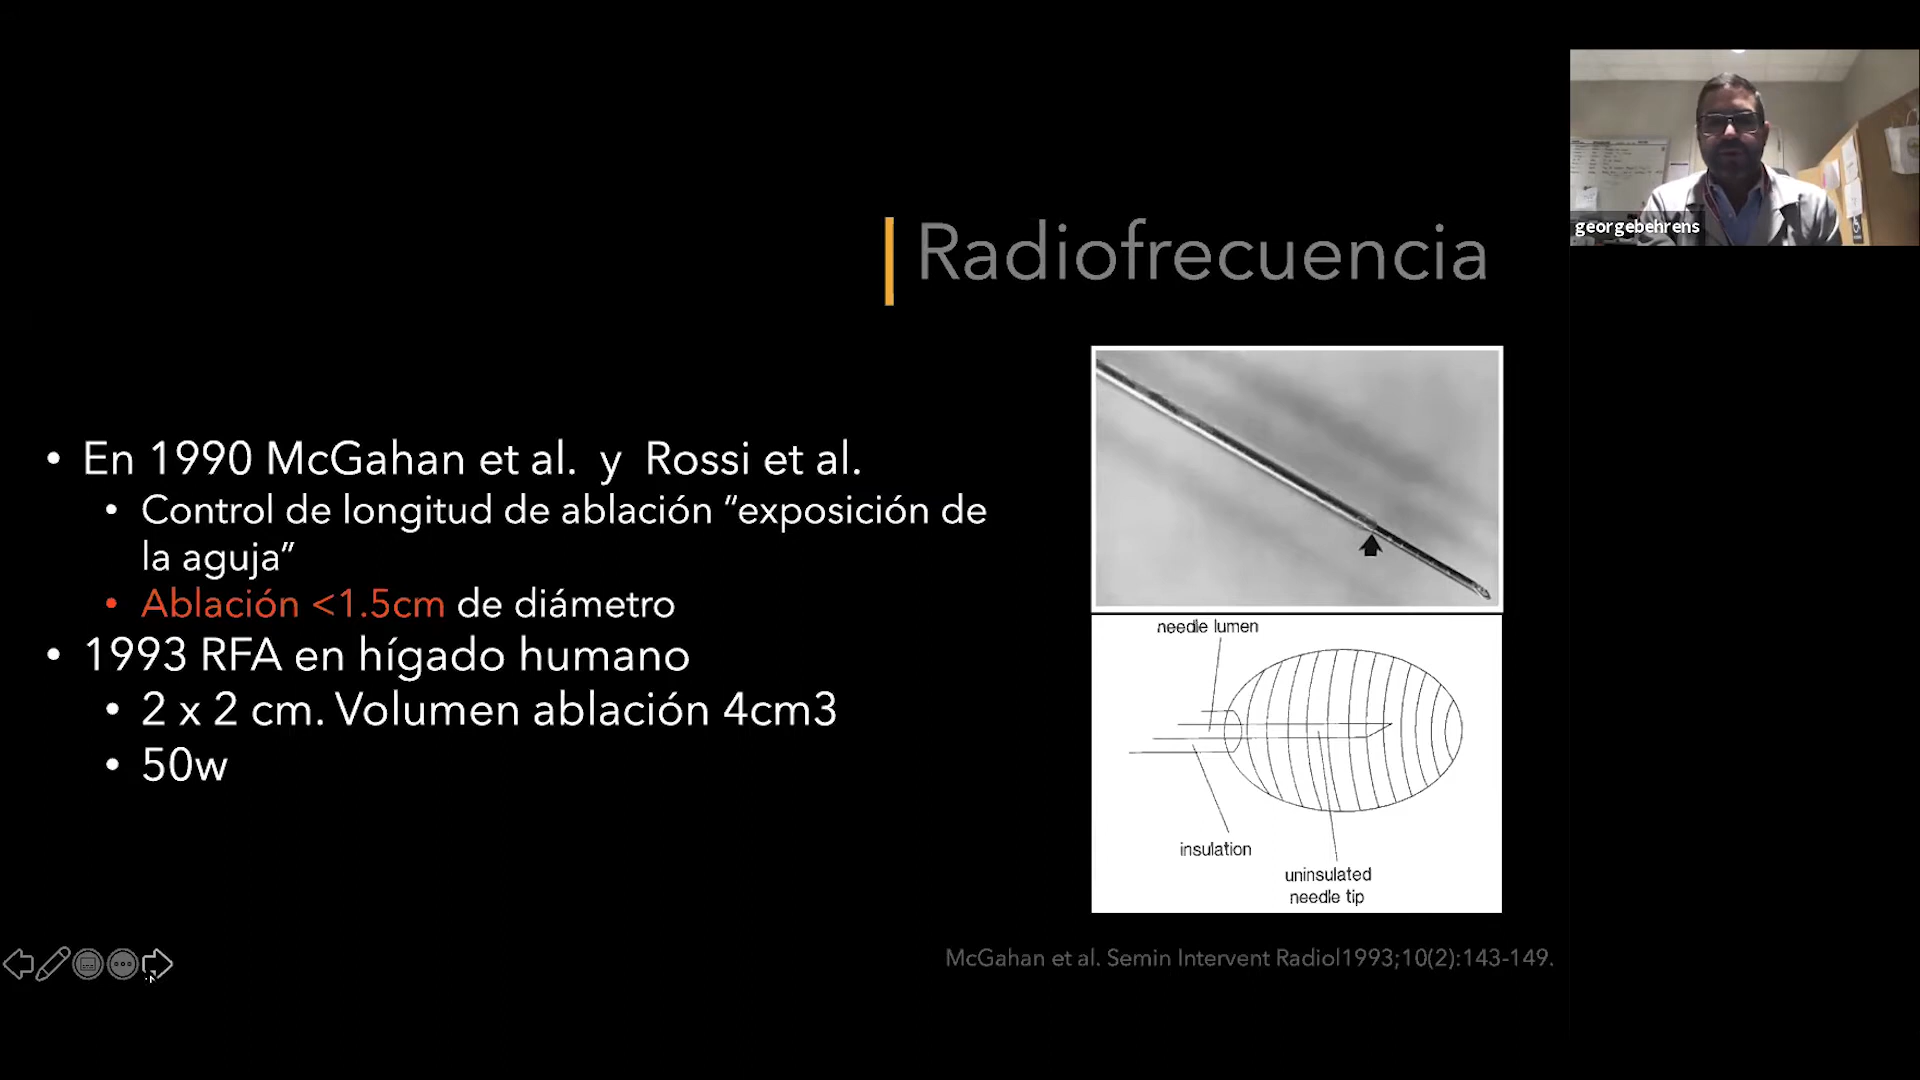 georgebehrens
Radiofrecuencia
• En 1990 McGahan et al. y Rossi et al.
• Control de longitud de ablación “exposición de
la aguja”
• Ablación <1.5cm de diámetro
• 1993 RFA en hígado humano
• 2 x 2 cm. Volumen ablación 4cm3
• 50w
needle lumen
insulation
uninsulated
needle tip
McGahan et al. Semin Intervent Radiol1993;10(2):143-149.